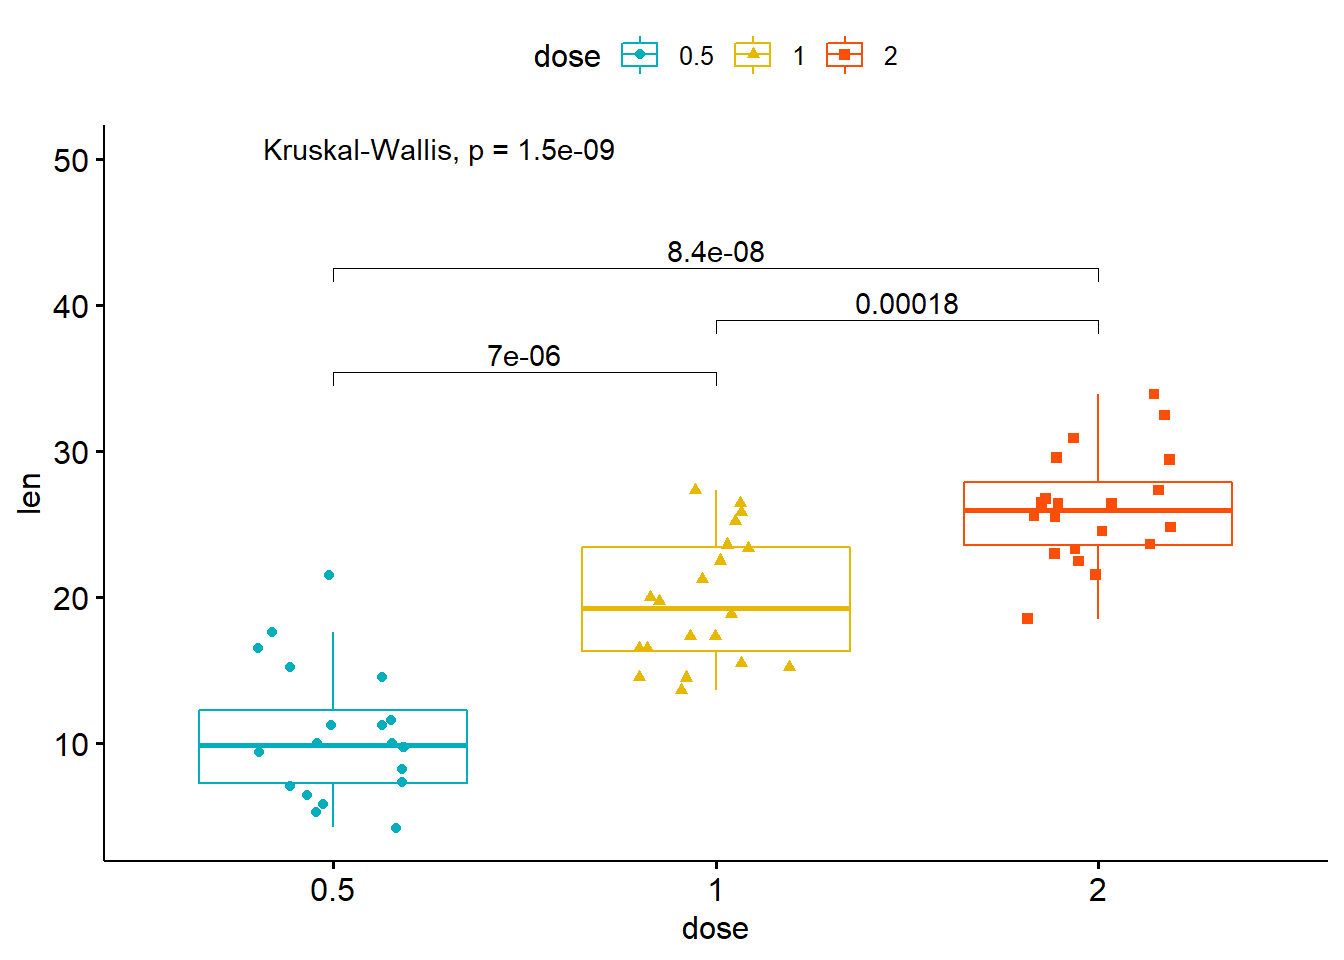 dose 0.5 1 2
Kruskal-Wallis, p = 1.5e-09
50
8.4e-08
40
0.00018
7e-06
30
len
20
10
0.5 1 2
dose